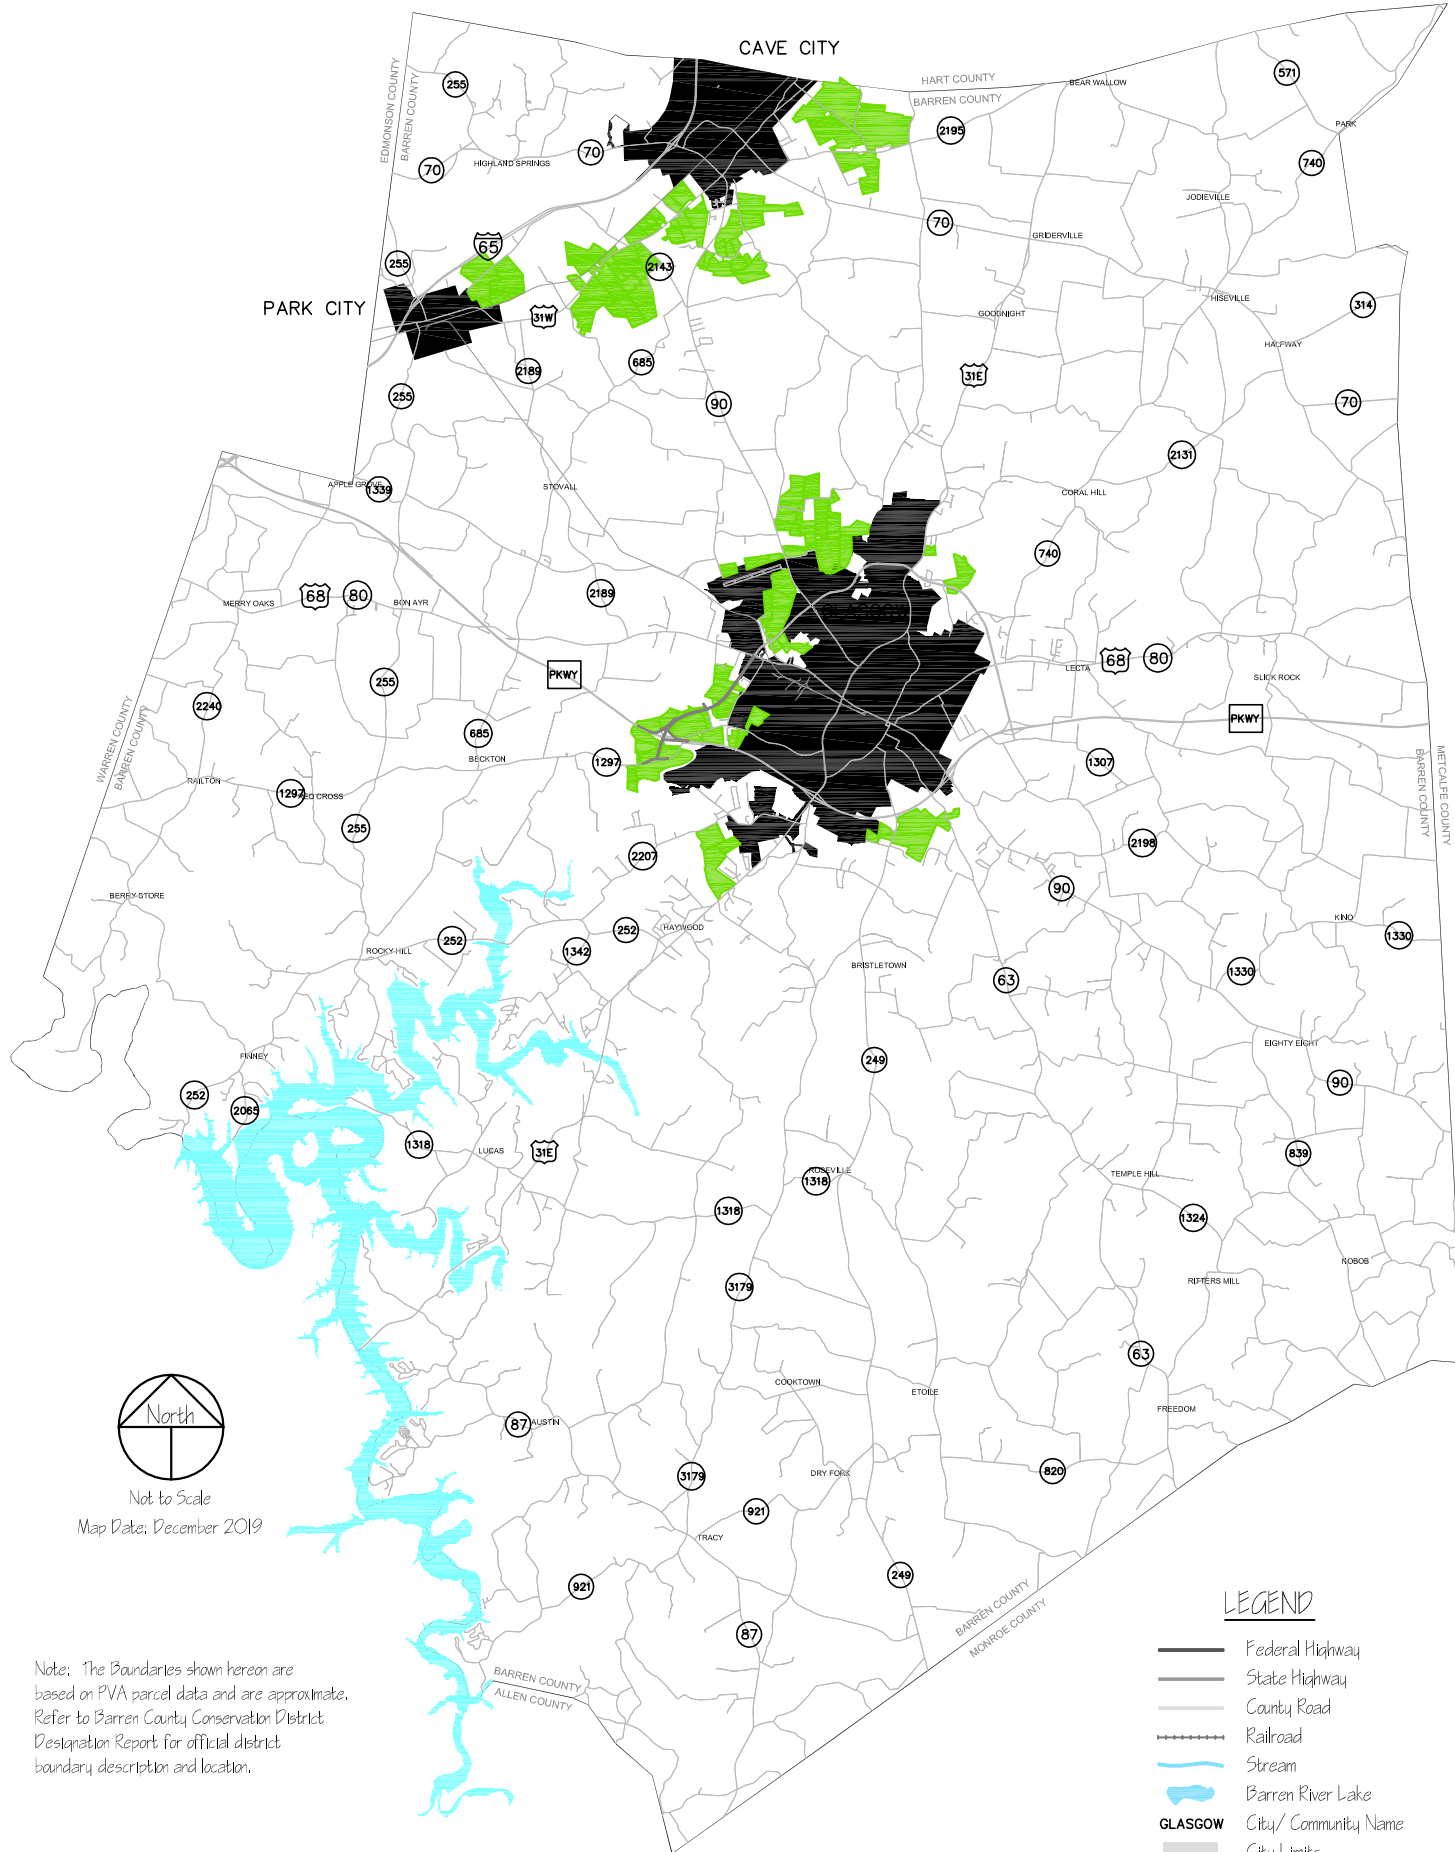 CAVE CITY
HART COUNTY
BARREN COUNTY
BEAR WALLOW
571
EDMONSON COUNTY
BARREN COUNTY
255
2195
PARK
70
HIGHLAND SPRINGS
70
740
JODIEVILLE
70
GRIDERVILLE
65
255
2143
PARK CITY
31W
HISEVILLE
314
GOODNIGHT
HALFWAY
685
2189
31E
255
90
70
2131
APPLE GROVE
1339
STOVALL
CORAL HILL
740
MERRY OAKS
68
80
BON AYR
2189
GLASGOW
LECTA
68
80
SLICK ROCK
PKWY
255
2240
PKWY
WARREN COUNTY
BARREN COUNTY
685
BECKTON
1297
1307
METCALFE COUNTY
BARREN COUNTY
RAILTON
1297
RED CROSS
255
2207
2198
90
BERRY STORE
KINO
1330
ROCKY HILL
252
1342
252
HAYWOOD
BRISTLETOWN
63
1330
EIGHTY EIGHT
FINNEY
249
90
252
2065
1318
LUCAS
31E
839
ROSEVILLE
1318
TEMPLE HILL
1318
1324
NOBOB
3179
RITTERS MILL
63
COOKTOWN
ETOILE
FREEDOM
North
87
AUSTIN
3179
DRY FORK
820
Not to Scale
Map Date: December 2019
921
TRACY
921
249
87
BARREN COUNTY
MONROE COUNTY
BARREN COUNTY
ALLEN COUNTY
Note: The Boundaries shown hereon are
based on PVA parcel data and are approximate.
Refer to Barren County Conservation District
Designation Report for official district
boundary description and location.
LEGEND
Federal Highway
State Highway
County Road
Railroad
Stream
Barren River Lake
GLASGOW City/ Community Name
City Limits